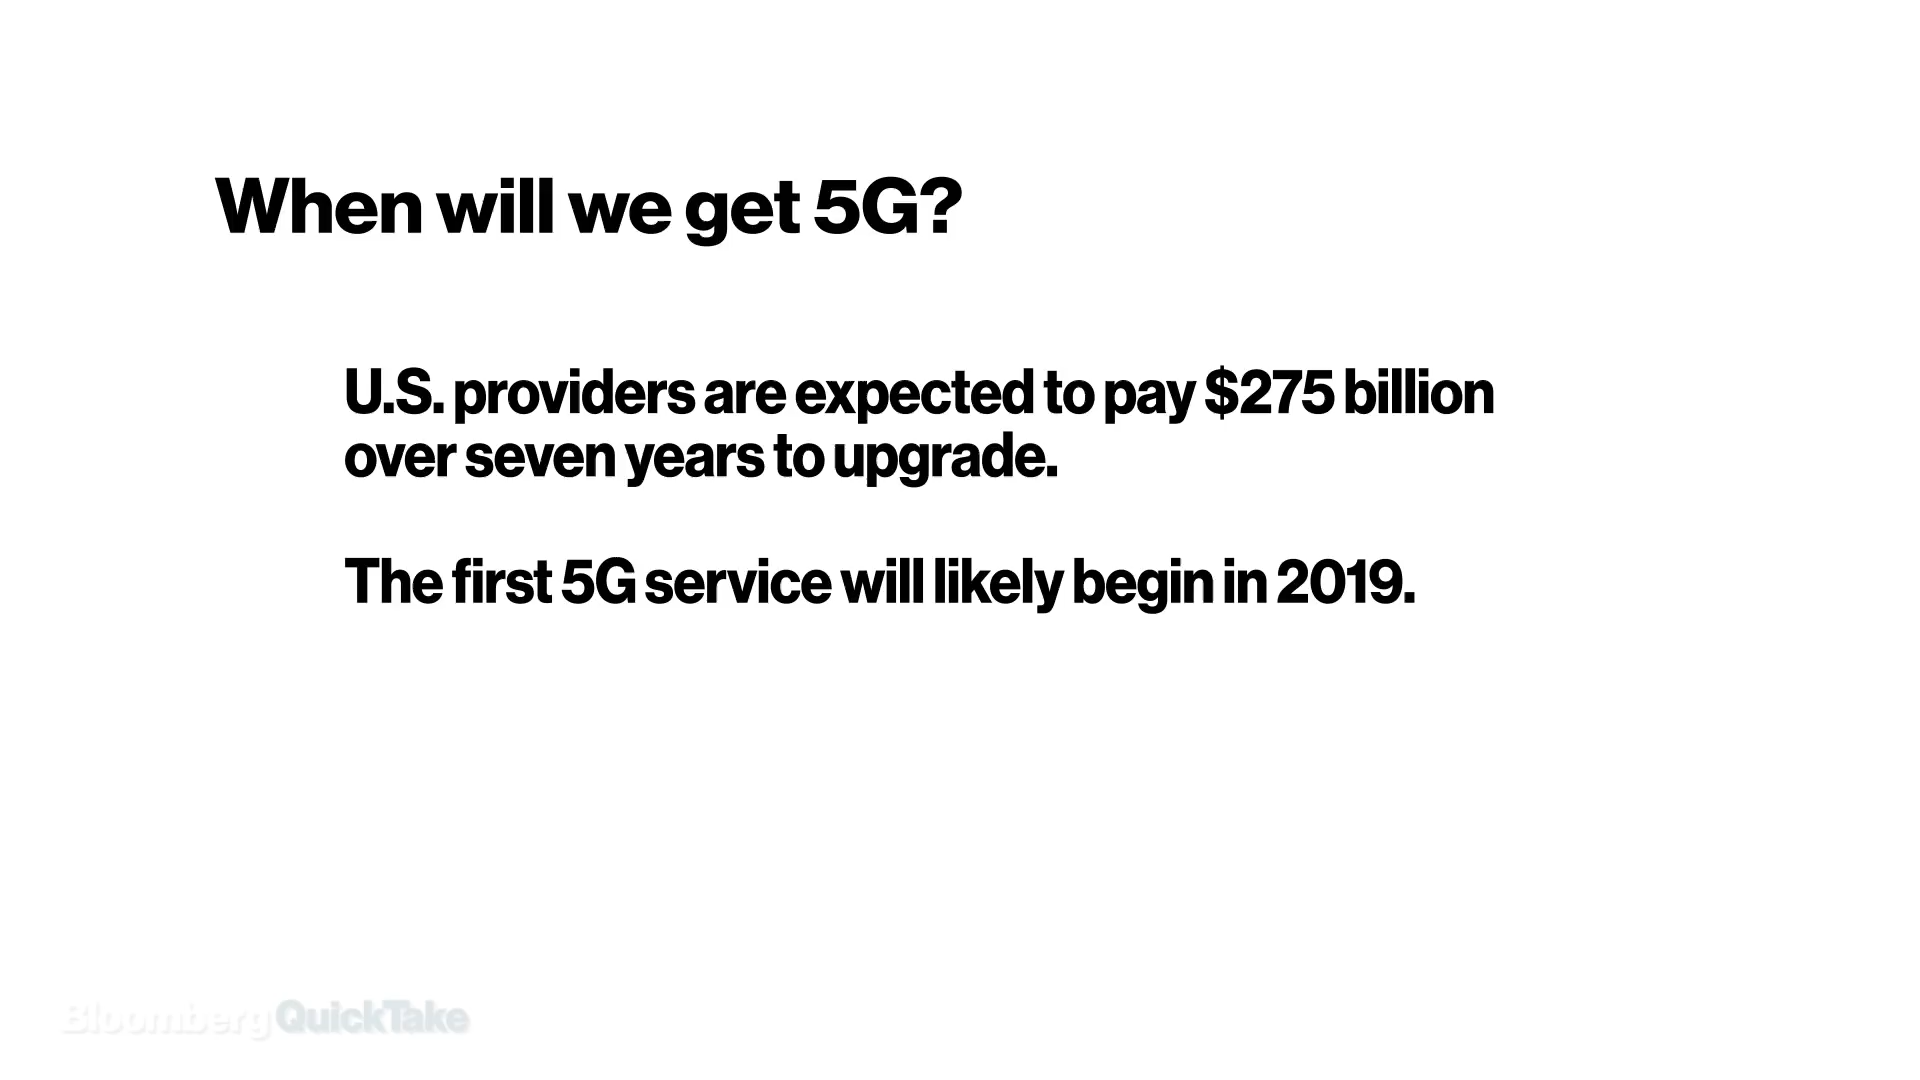 When will we get 5G?
U.S. providers are expected to pay $275 billion
over seven years to upgrade.
The first 5G service will likely begin in 2019.
Bloomberg QuickTake